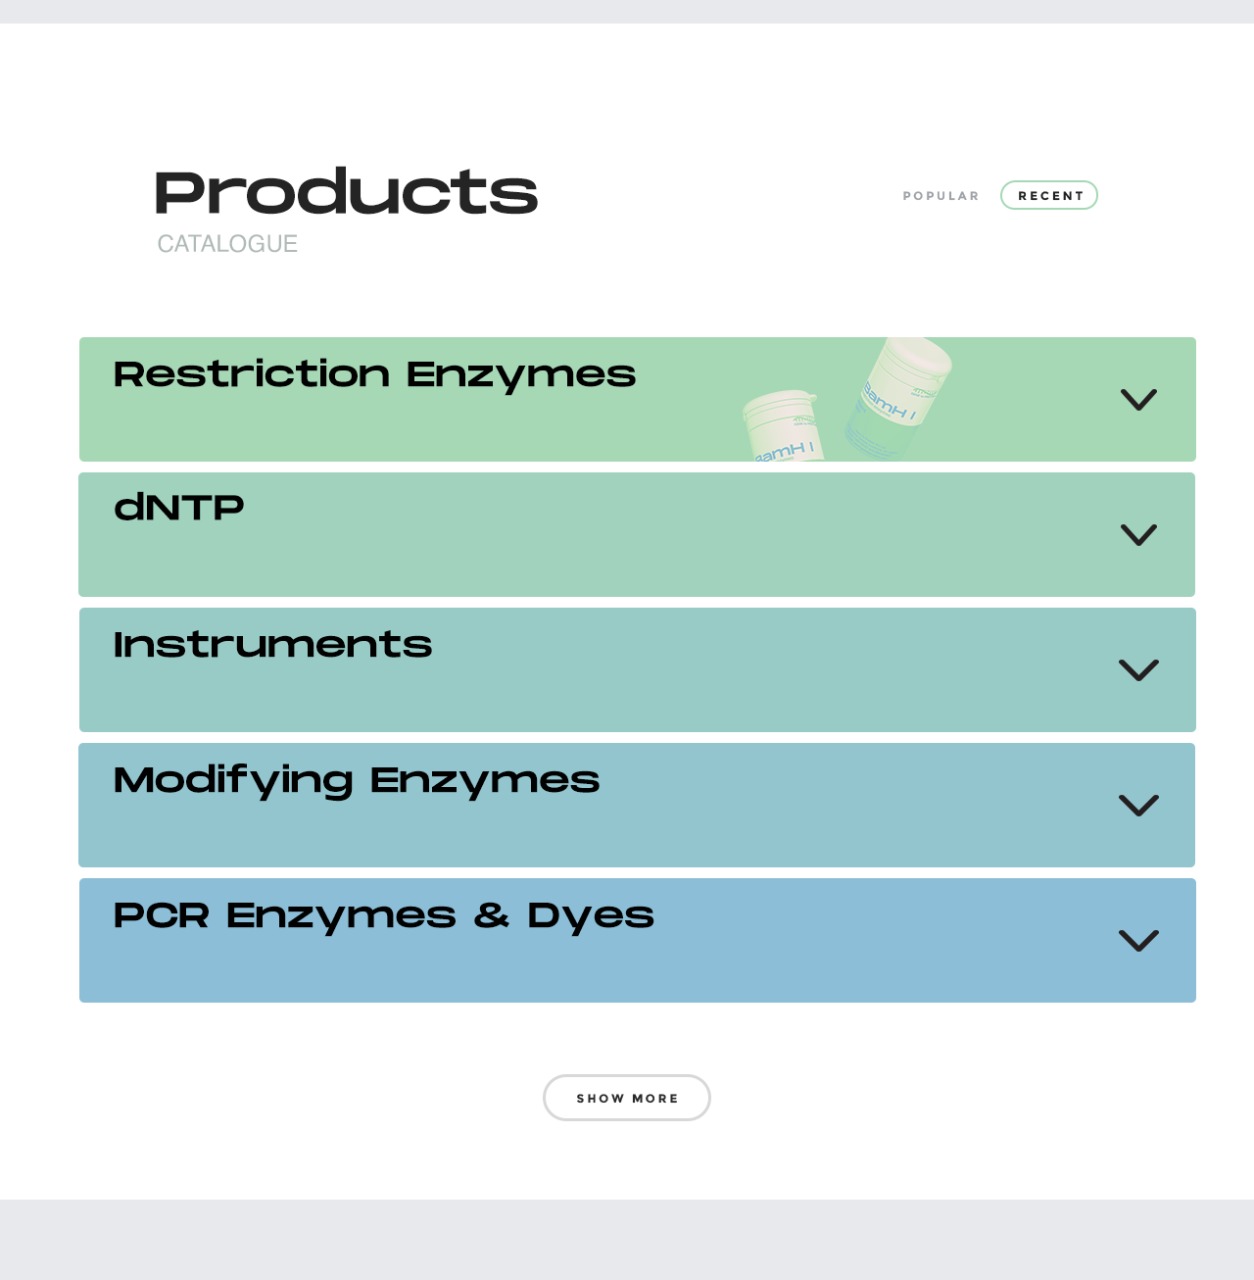 Products
CATALOGUE
POPULAR
RECENT
Restriction Enzymes
BamH I
BamH I
dNTP
Instruments
Modifying Enzymes
PCR Enzymes & Dyes
SHOW MORE